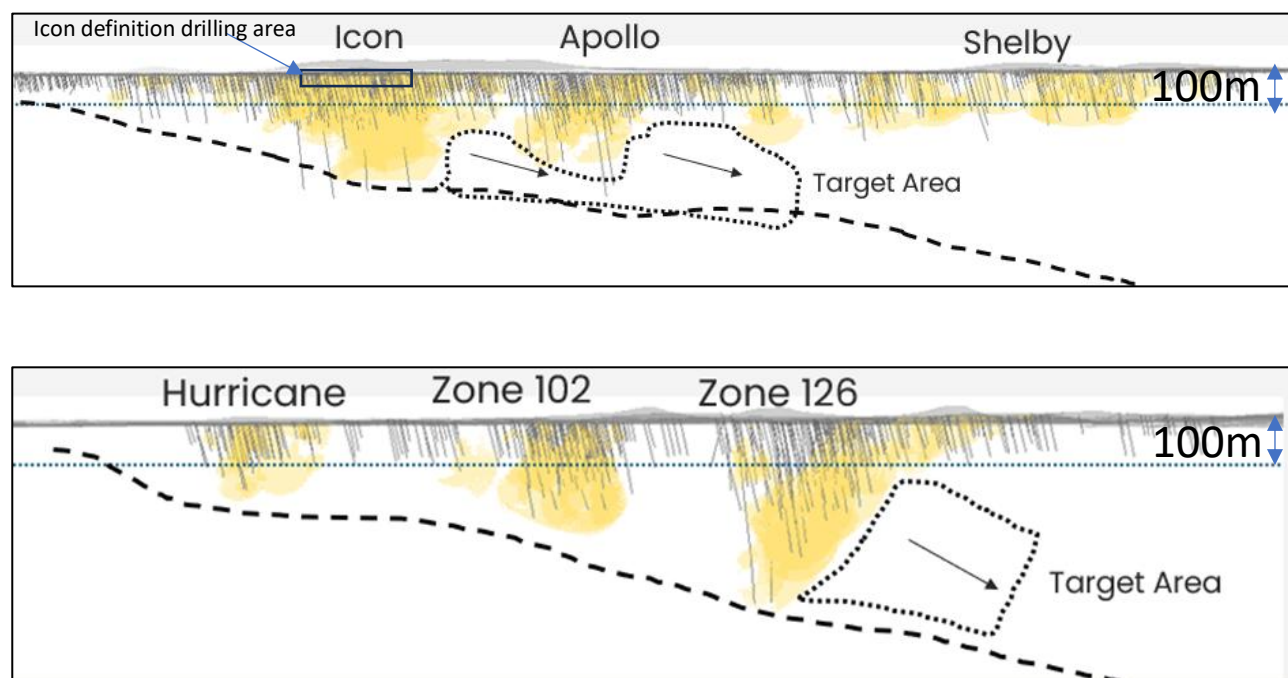 Icon definition drilling area
Icon
Apollo
Shelby
100m
Target Area
Hurricane
Zone 102
Zone 126
100m
Target Area